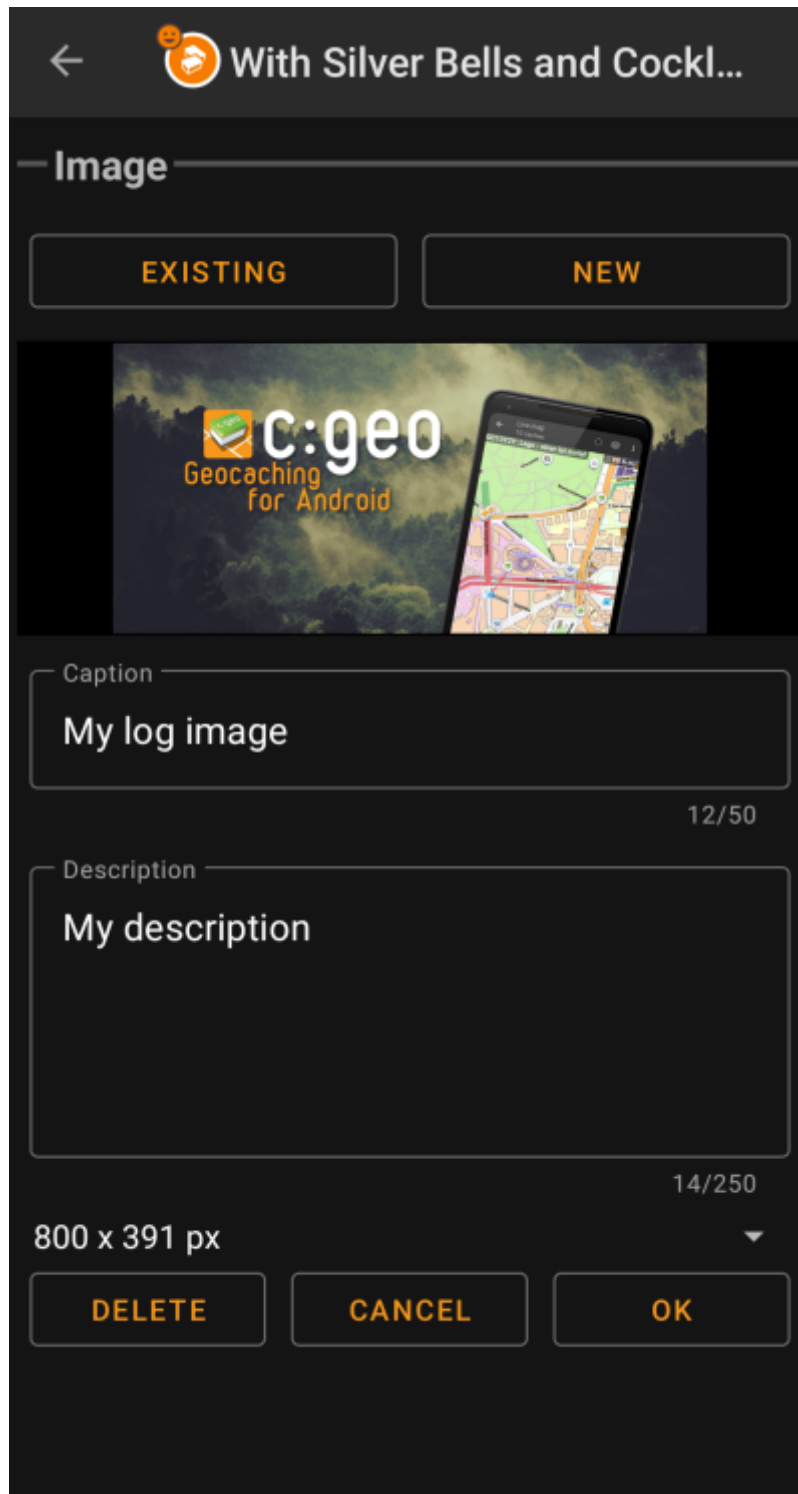 With Silver Bells and Cockl...
Image
EXISTING NEW
c:geo
c:geo
Geocaching
for Android
Caption
My log image
12/50
Description
My description
14/250
800 x 391 px
DELETE CANCEL OK